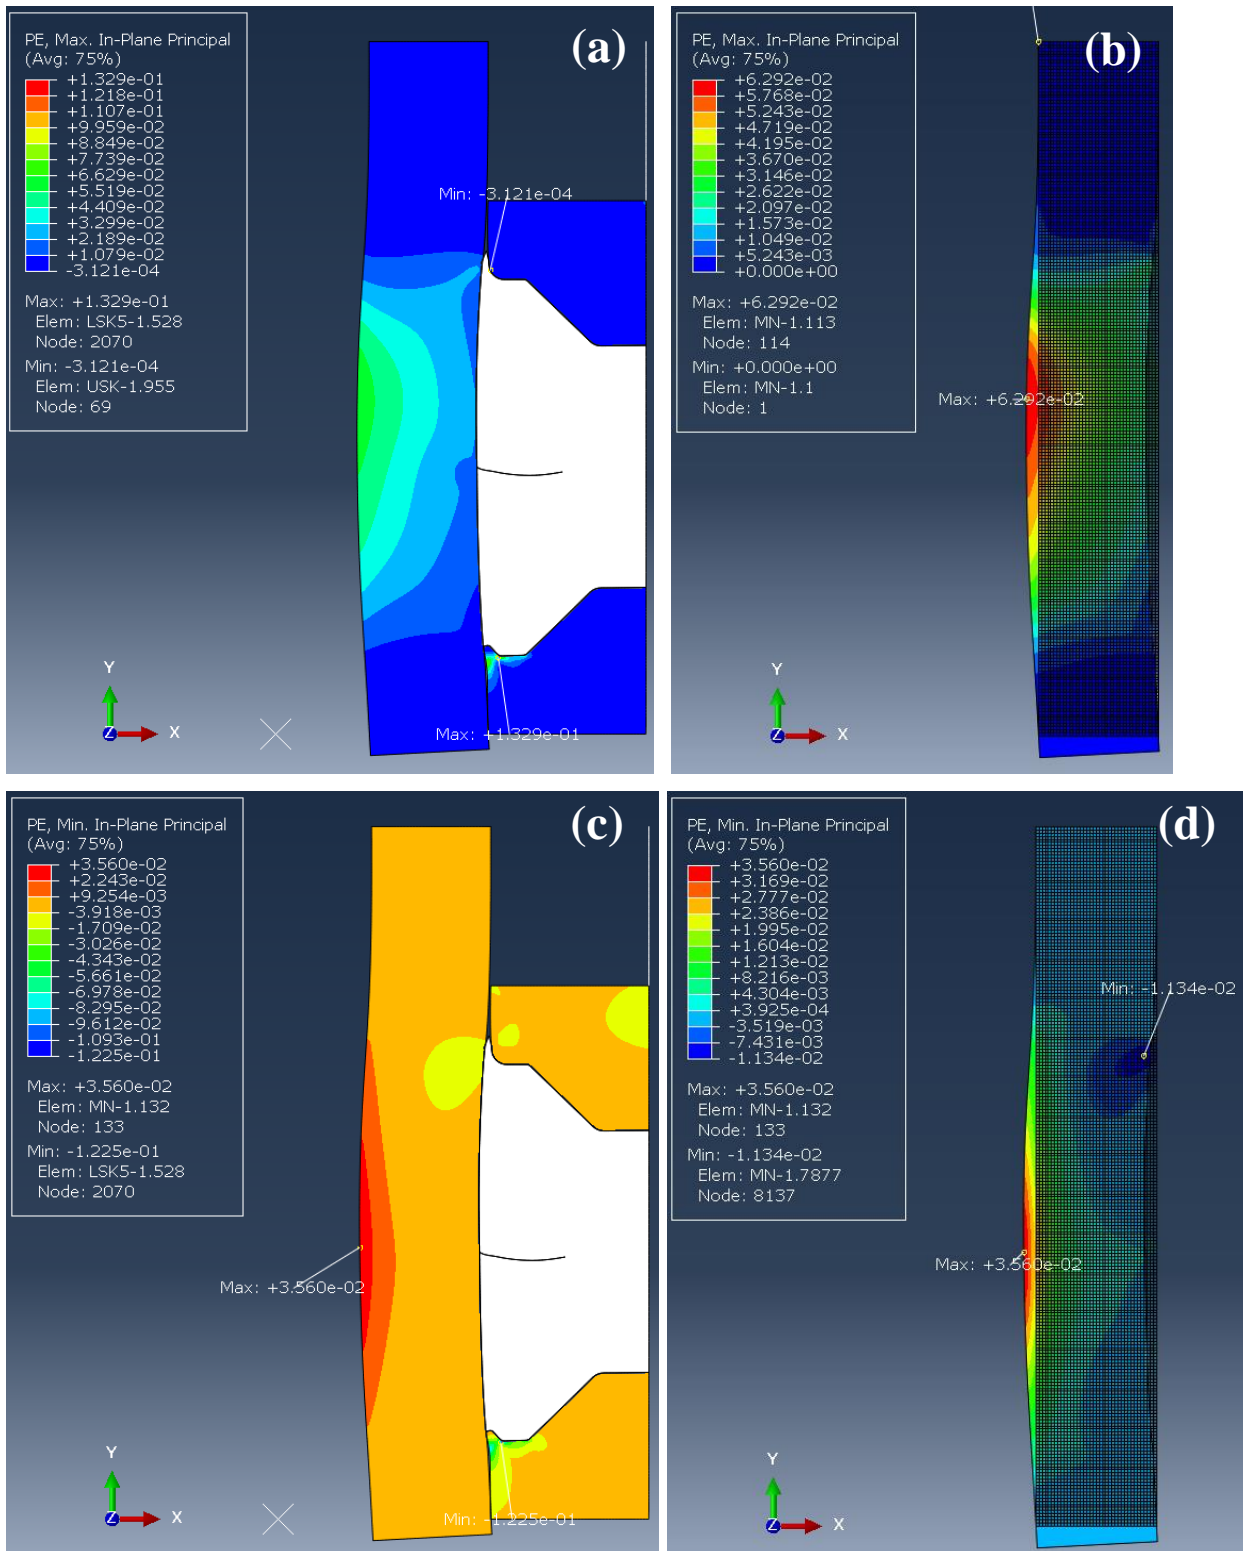 (a)
PE, Max. In-Plane Principal
(Avg: 75%)
+1.329e-01
+1.218e-01
+1.107e-01
+9.959e-02
+8.849e-02
+7.739e-02
+6.629e-02
+5.519e-02
+4.409e-02
+3.299e-02
+2.189e-02
+1.079e-02
-3.121e-04
Max: +1.329e-01
Elem: LSK5-1.528
Node: 2070
Min: -3.121e-04
Elem: USK-1.955
Node: 69
Min: -3.121e-04
Max: +1.329e-01
Y
Z
X
(b)
PE, Max. In-Plane Principal
(Avg: 75%)
+6.292e-02
+5.768e-02
+5.243e-02
+4.719e-02
+4.195e-02
+3.670e-02
+3.146e-02
+2.622e-02
+2.097e-02
+1.573e-02
+1.049e-02
+5.243e-03
+0.000e+00
Max: +6.292e-02
Elem: MN-1.113
Node: 114
Min: +0.000e+00
Elem: MN-1.1
Node: 1
Max: +6.292e-02
Y
Z
X
(c)
PE, Min. In-Plane Principal
(Avg: 75%)
+3.560e-02
+2.243e-02
+9.254e-03
-3.918e-03
-1.709e-02
-3.026e-02
-4.343e-02
-5.661e-02
-6.978e-02
-8.295e-02
-9.612e-02
-1.093e-01
-1.225e-01
Max: +3.560e-02
Elem: MN-1.132
Node: 133
Min: -1.225e-01
Elem: LSK5-1.528
Node: 2070
Max: +3.560e-02
Min: -1.225e-01
Y
Z
X
(d)
PE, Min. In-Plane Principal
(Avg: 75%)
+3.560e-02
+3.169e-02
+2.777e-02
+2.386e-02
+1.995e-02
+1.604e-02
+1.213e-02
+8.216e-03
+4.304e-03
+3.925e-04
-3.519e-03
-7.431e-03
-1.134e-02
Max: +3.560e-02
Elem: MN-1.132
Node: 133
Min: -1.134e-02
Elem: MN-1.7877
Node: 8137
Min: -1.134e-02
Max: +3.560e-02
Y
Z
X